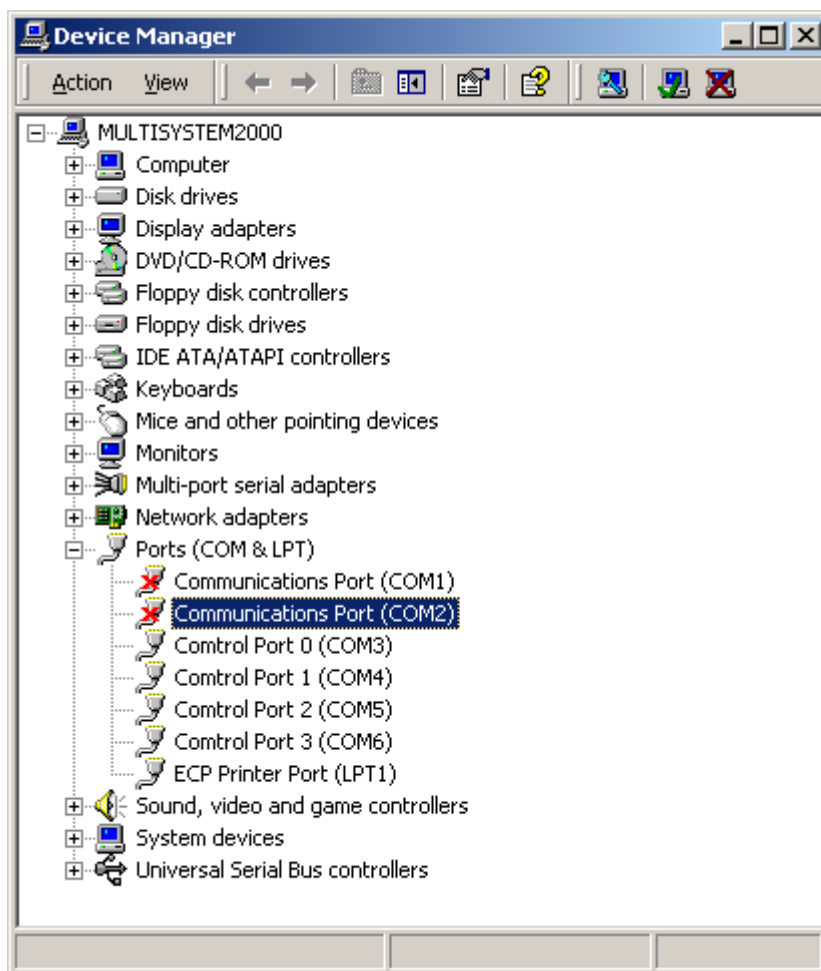 Device Manager
Action View
MULTISYSTEM2000
Computer
Disk drives
Display adapters
DVD/CD-ROM drives
Floppy disk controllers
Floppy disk drives
IDE ATA/ATAPI controllers
Keyboards
Mice and other pointing devices
Monitors
Multi-port serial adapters
Network adapters
Ports (COM & LPT)
Communications Port (COM1)
Communications Port (COM2)
Comtrol Port 0 (COM3)
Comtrol Port 1 (COM4)
Comtrol Port 2 (COM5)
Comtrol Port 3 (COM6)
ECP Printer Port (LPT1)
Sound, video and game controllers
System devices
Universal Serial Bus controllers